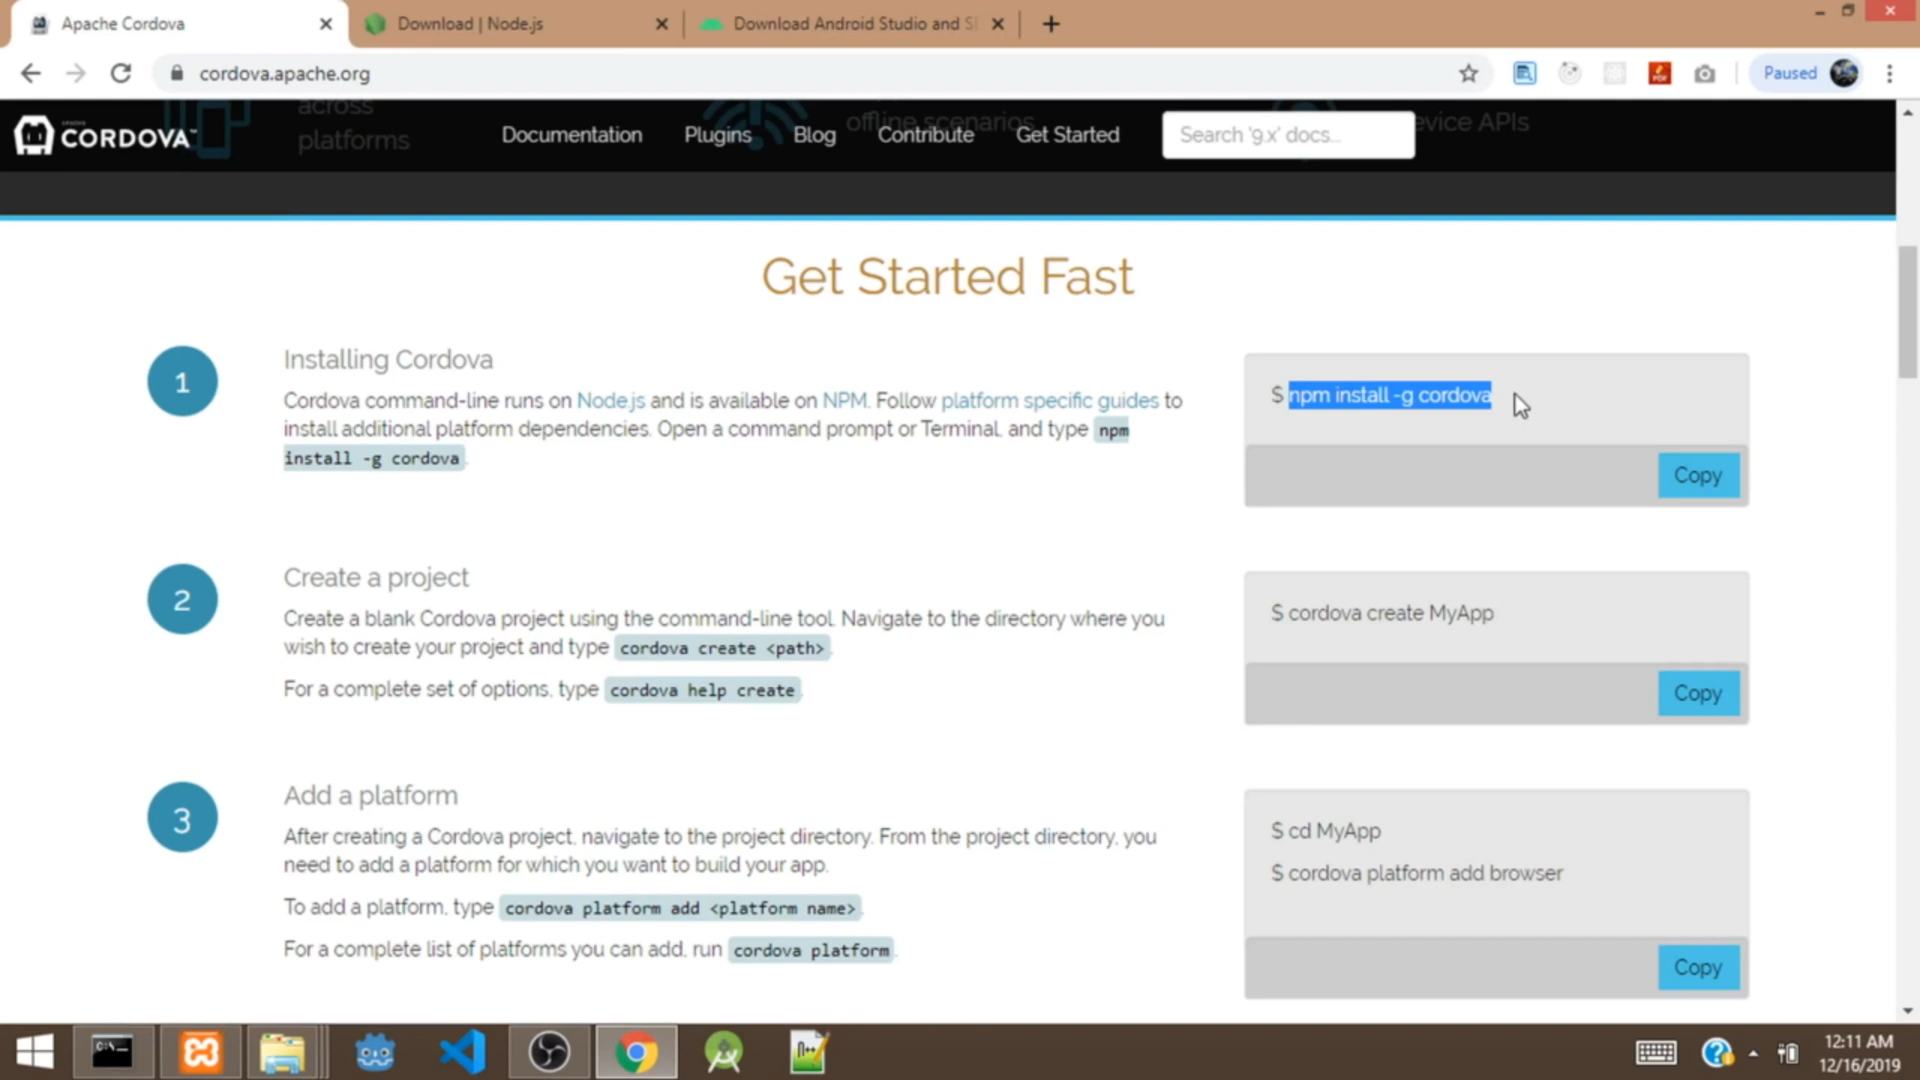 Apache Cordova
Download | Node.js
Download Android Studio and S
cordova.apache.org
Paused
across
platforms
offline scenarios
evice APIs
APACHE
CORDOVA™
Documentation
Plugins
Blog
Contribute
Get Started
Search '9.x' docs...
Get Started Fast
1
Installing Cordova
Cordova command-line runs on Node.js and is available on NPM. Follow platform specific guides to
install additional platform dependencies. Open a command prompt or Terminal, and type npm
install -g cordova.
$ npm install -g cordova
Copy
2
Create a project
Create a blank Cordova project using the command-line tool. Navigate to the directory where you
wish to create your project and type cordova create <path>.
For a complete set of options, type cordova help create.
$ cordova create MyApp
Copy
3
Add a platform
After creating a Cordova project, navigate to the project directory. From the project directory, you
need to add a platform for which you want to build your app.
To add a platform, type cordova platform add <platform name>.
For a complete list of platforms you can add, run cordova platform.
$ cd MyApp
$ cordova platform add browser
Copy
C:\_
n++
12:11 AM
12/16/2019